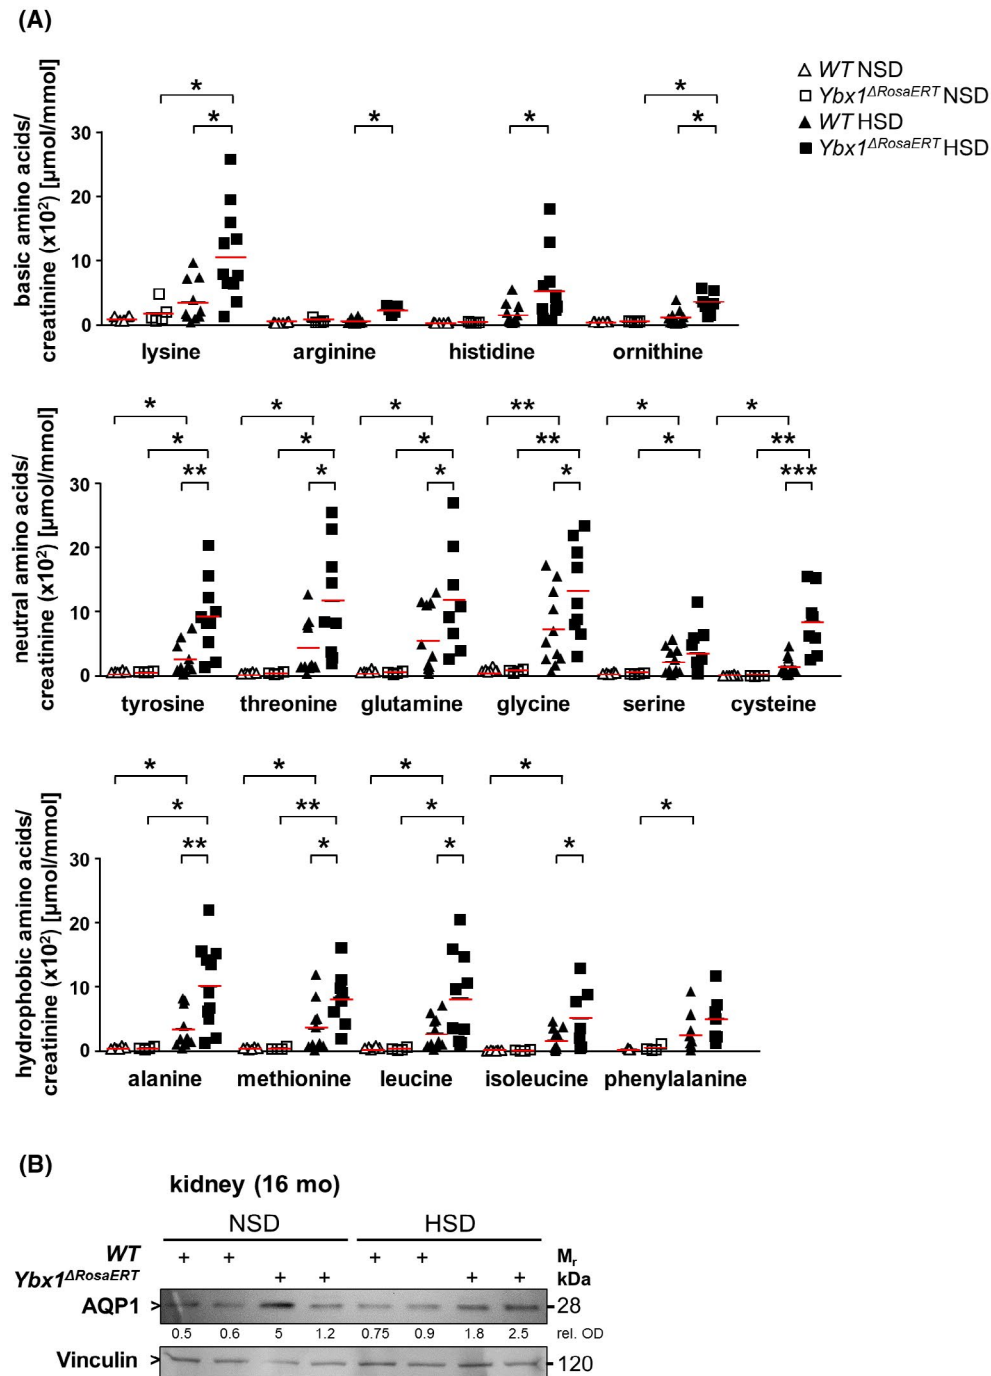 (A)
WT NSD
Ybx1ΔRosaERT NSD
WT HSD
Ybx1ΔRosaERT HSD
basic amino acids/
creatinine (x10²) [µmol/mmol]
* * * * * *
30
20
10
0
lysine arginine histidine ornithine
neutral amino acids/
creatinine (x10²) [µmol/mmol]
* * * ** * *
* * * ** * **
** * * * ***
30
20
10
0
tyrosine threonine glutamine glycine serine cysteine
hydrophobic amino acids/
creatinine (x10²) [µmol/mmol]
* * * *
* ** * *
** * * *
30
20
10
0
alanine methionine leucine isoleucine phenylalanine
(B)
kidney (16 mo)
NSD HSD
WT + + + + Mr
Ybx1ΔRosaERT + + + + kDa
AQP1 > -28
0.5 0.6 5 1.2 0.75 0.9 1.8 2.5 rel. OD
Vinculin > -120